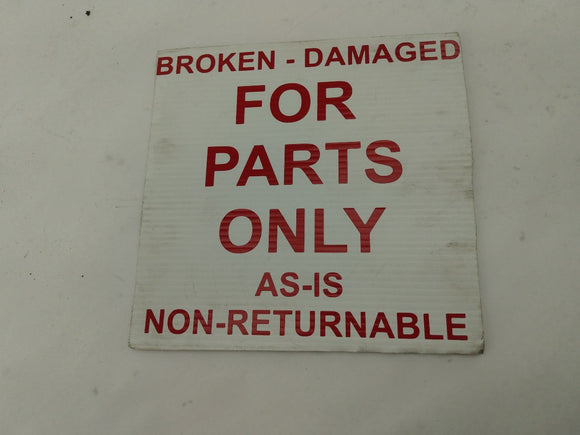 BROKEN - DAMAGED
FOR
PARTS
ONLY
AS-IS
NON-RETURNABLE